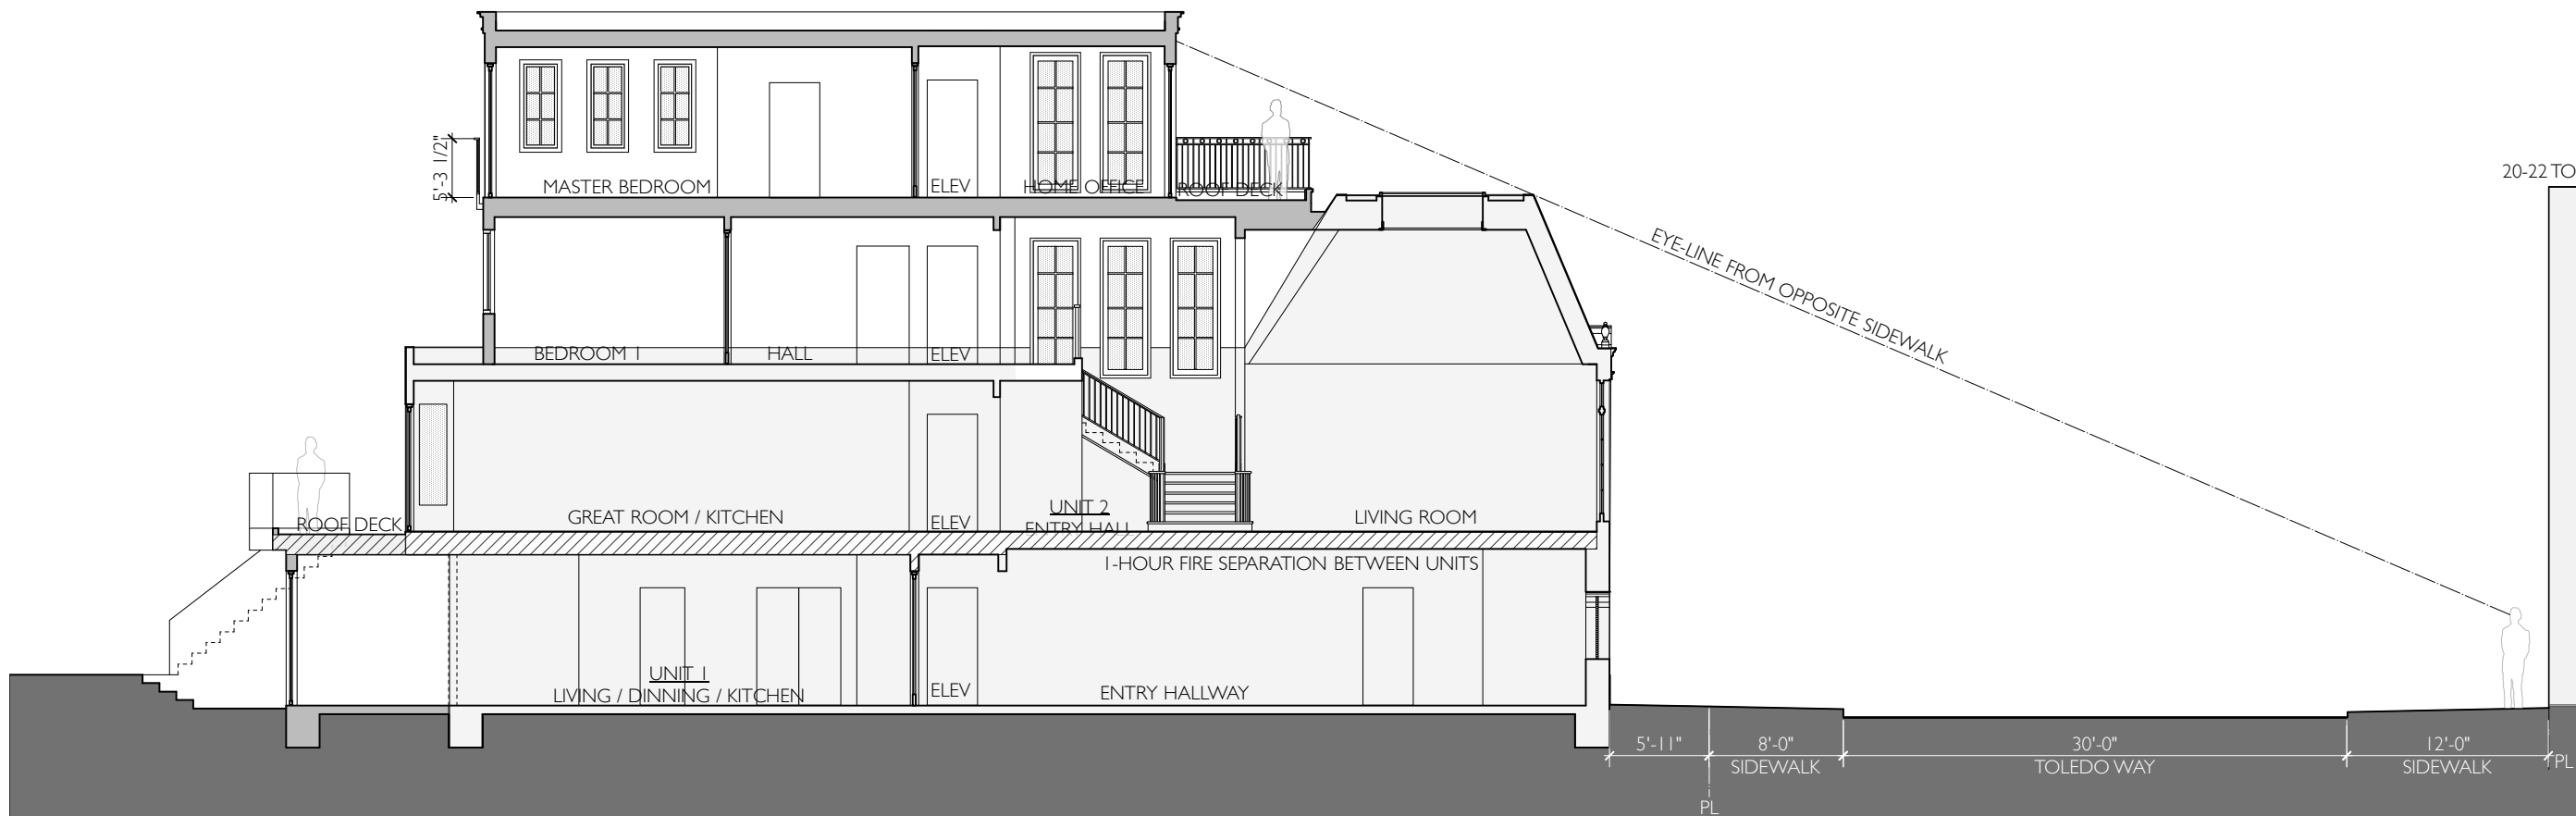 5'-3 1/2"
MASTER BEDROOM
ELEV
HOME OFFICE
ROOF DECK
20-22 TO
EYE-LINE FROM OPPOSITE SIDEWALK
BEDROOM 1
HALL
ELEV
ROOF DECK
GREAT ROOM / KITCHEN
ELEV
UNIT 2
ENTRY HALL
LIVING ROOM
1-HOUR FIRE SEPARATION BETWEEN UNITS
UNIT 1
LIVING / DINNING / KITCHEN
ELEV
ENTRY HALLWAY
5'-11"
8'-0"
SIDEWALK
30'-0"
TOLEDO WAY
12'-0"
SIDEWALK
PL
PL